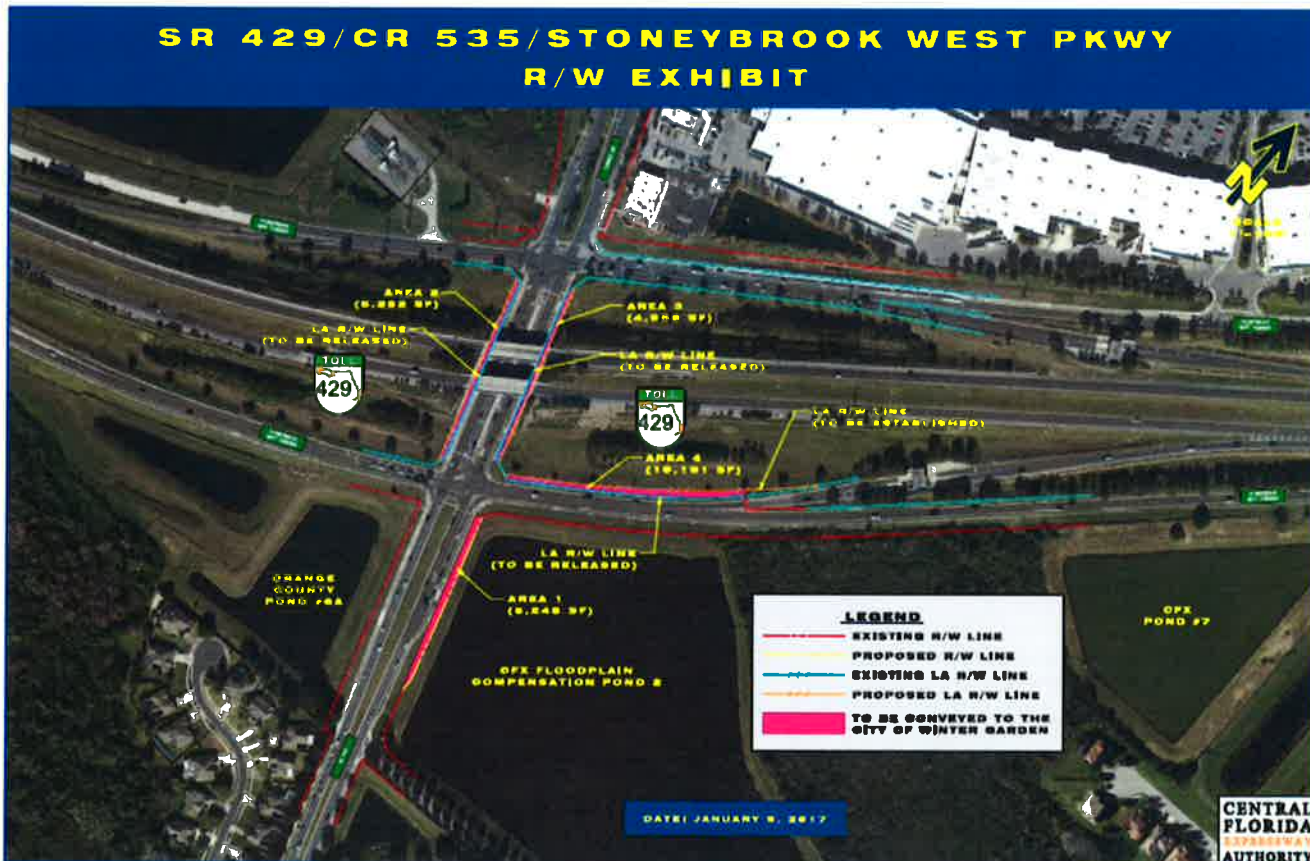 SR 429/CR 535/STONEYBROOK WEST PKWY
R/W EXHIBIT
N
AREA 2
AREA 3
LA R/W LINE
(TO BE RELEASED)
LA R/W LINE
(TO BE RELEASED)
TOLL
429
TOLL
429
LA R/W LINE
(TO BE ESTABLISHED)
AREA 4
LA R/W LINE
(TO BE RELEASED)
ORANGE
COUNTY
POND #6A
AREA 1
CFX FLOODPLAIN
COMPENSATION POND 2
CFX
POND #7
LEGEND
EXISTING R/W LINE
PROPOSED R/W LINE
EXISTING LA R/W LINE
PROPOSED LA R/W LINE
TO BE CONVEYED TO THE
CITY OF WINTER GARDEN
DATE: JANUARY 2017
CENTRAL
FLORIDA
EXPRESSWAY
AUTHORITY